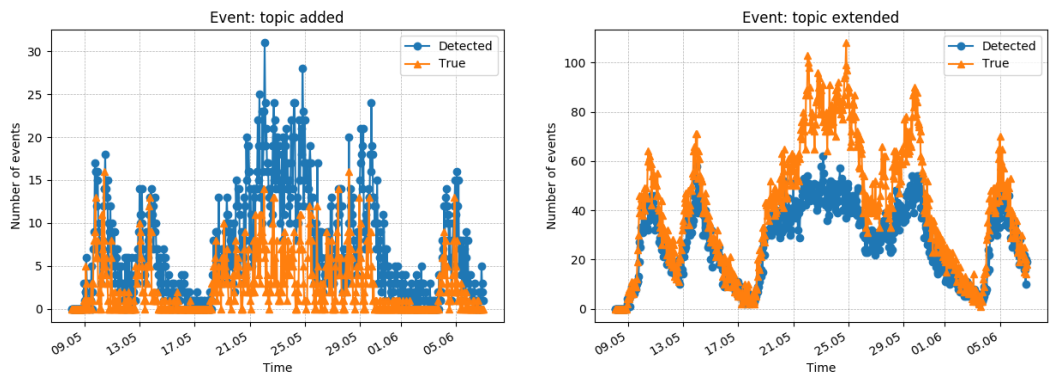 Event: topic added
Number of events
30
25
20
15
10
5
0
Detected
True
09.05
13.05
17.05
21.05
25.05
29.05
01.06
05.06
Time
Event: topic extended
Number of events
100
80
60
40
20
0
Detected
True
09.05
13.05
17.05
21.05
25.05
29.05
01.06
05.06
Time